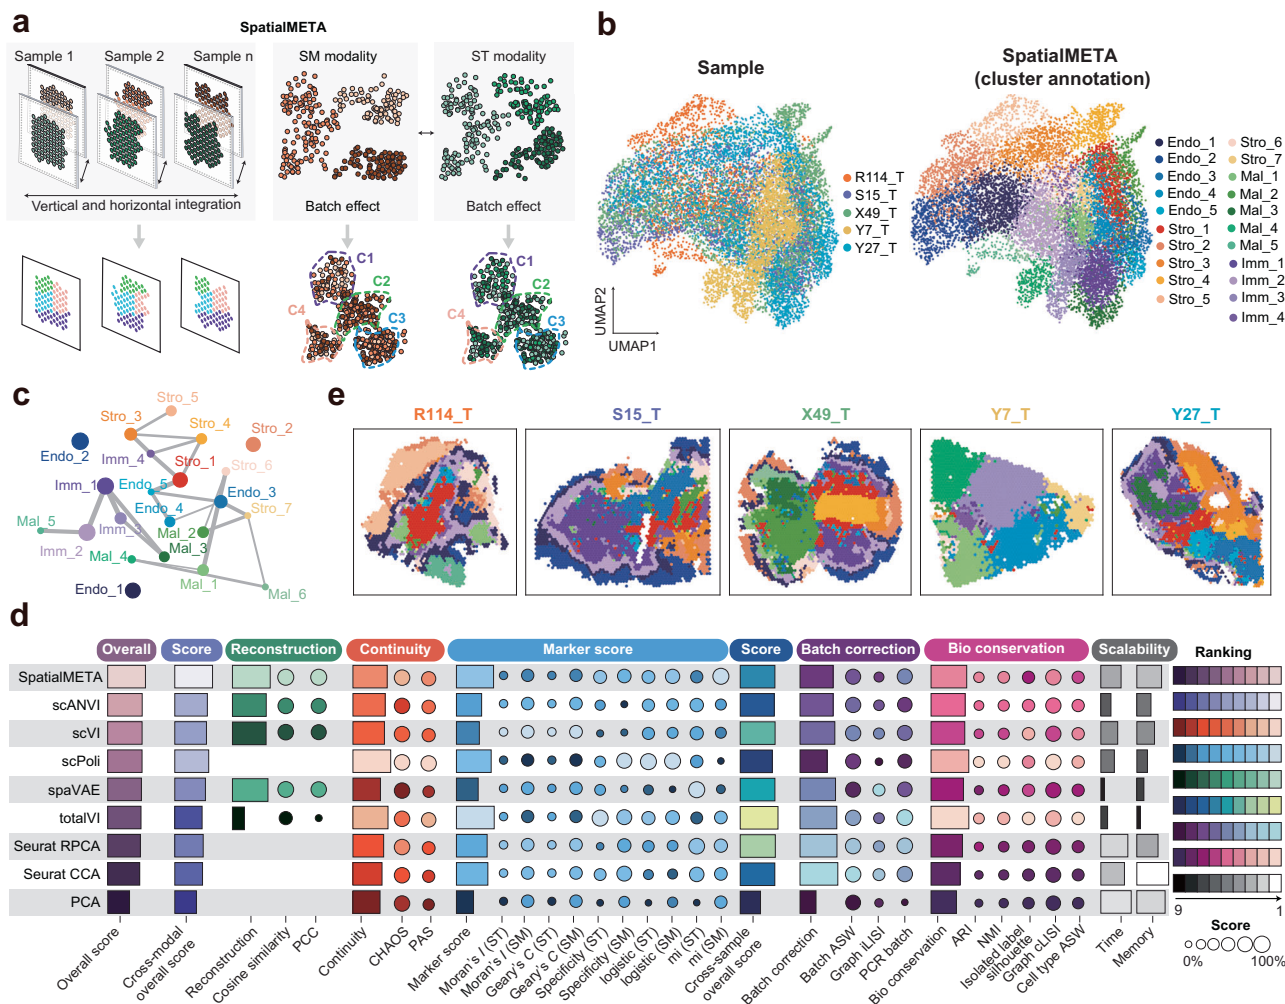 a
SpatialMETA
Sample 1
Sample 2
Sample n
SM modality
ST modality
Vertical and horizontal integration
Batch effect
Batch effect
C1
C2
C3
C4
C1
C2
C3
C4
b
Sample
SpatialMETA
(cluster annotation)
R114_T
S15_T
X49_T
Y7_T
Y27_T
UMAP2
UMAP1
Endo_1
Endo_2
Endo_3
Endo_4
Endo_5
Stro_1
Stro_2
Stro_3
Stro_4
Stro_5
Stro_6
Stro_7
Mal_1
Mal_2
Mal_3
Mal_4
Mal_5
Imm_1
Imm_2
Imm_3
Imm_4
c
Stro_5
Stro_3
Stro_4
Stro_2
Endo_2
Imm_4
Stro_1
Stro_6
Imm_1
Endo_5
Endo_3
Endo_4
Stro_7
Mal_5
Imm_
Mal_2
Imm_2
Mal_4
Mal_3
Mal_1
Endo_1
Mal_6
e
R114_T
S15_T
X49_T
Y7_T
Y27_T
d
Overall
Score
Reconstruction
Continuity
Marker score
Score
Batch correction
Bio conservation
Scalability
Ranking
SpatialMETA
scANVI
scVI
scPoli
spaVAE
totalVI
Seurat RPCA
Seurat CCA
PCA
9
1
Score
0%
100%
Overall score
Cross-modal
overall score
Reconstruction
Cosine similarity
PCC
Continuity
CHAOS
PAS
Marker score
Moran's I (ST)
Moran's I (SM)
Geary's C (ST)
Geary's C (SM)
Specificity (ST)
Specificity (SM)
logistic (ST)
logistic (SM)
mi (ST)
mi (SM)
Cross-sample
overall score
Batch correction
Batch ASW
Graph iLISI
PCR batch
Bio conservation
ARI
NMI
Isolated label
silhouette
Graph cLISI
Cell type ASW
Time
Memory